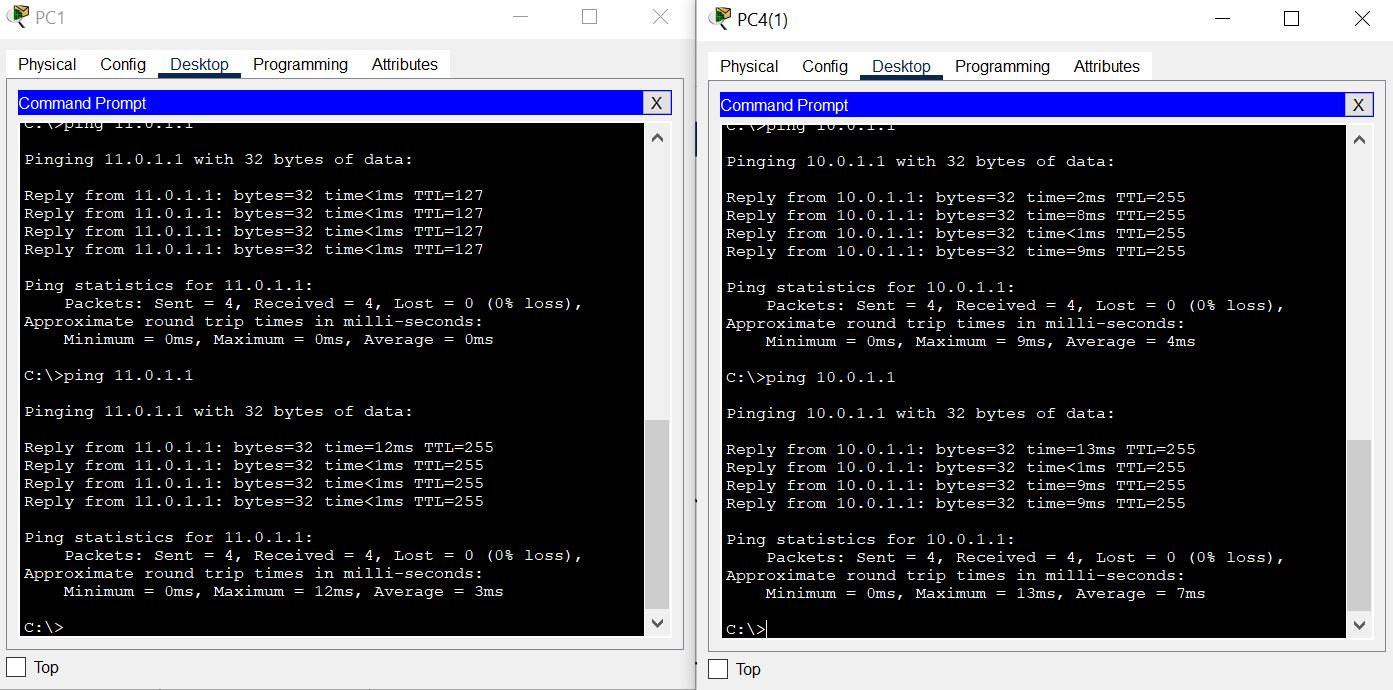 PC1
Physical Config Desktop Programming Attributes
Command Prompt X
C:\>ping 11.0.1.1
Pinging 11.0.1.1 with 32 bytes of data:
Reply from 11.0.1.1: bytes=32 time<1ms TTL=127
Reply from 11.0.1.1: bytes=32 time<1ms TTL=127
Reply from 11.0.1.1: bytes=32 time<1ms TTL=127
Reply from 11.0.1.1: bytes=32 time<1ms TTL=127
Ping statistics for 11.0.1.1:
Packets: Sent = 4, Received = 4, Lost = 0 (0% loss),
Approximate round trip times in milli-seconds:
Minimum = 0ms, Maximum = 0ms, Average = 0ms
C:\>ping 11.0.1.1
Pinging 11.0.1.1 with 32 bytes of data:
Reply from 11.0.1.1: bytes=32 time=12ms TTL=255
Reply from 11.0.1.1: bytes=32 time<1ms TTL=255
Reply from 11.0.1.1: bytes=32 time<1ms TTL=255
Reply from 11.0.1.1: bytes=32 time<1ms TTL=255
Ping statistics for 11.0.1.1:
Packets: Sent = 4, Received = 4, Lost = 0 (0% loss),
Approximate round trip times in milli-seconds:
Minimum = 0ms, Maximum = 12ms, Average = 3ms
C:\>
Top
PC4(1)
Physical Config Desktop Programming Attributes
Command Prompt X
C:\>ping 10.0.1.1
Pinging 10.0.1.1 with 32 bytes of data:
Reply from 10.0.1.1: bytes=32 time=2ms TTL=255
Reply from 10.0.1.1: bytes=32 time=8ms TTL=255
Reply from 10.0.1.1: bytes=32 time<1ms TTL=255
Reply from 10.0.1.1: bytes=32 time=9ms TTL=255
Ping statistics for 10.0.1.1:
Packets: Sent = 4, Received = 4, Lost = 0 (0% loss),
Approximate round trip times in milli-seconds:
Minimum = 0ms, Maximum = 9ms, Average = 4ms
C:\>ping 10.0.1.1
Pinging 10.0.1.1 with 32 bytes of data:
Reply from 10.0.1.1: bytes=32 time=13ms TTL=255
Reply from 10.0.1.1: bytes=32 time<1ms TTL=255
Reply from 10.0.1.1: bytes=32 time=9ms TTL=255
Reply from 10.0.1.1: bytes=32 time=9ms TTL=255
Ping statistics for 10.0.1.1:
Packets: Sent = 4, Received = 4, Lost = 0 (0% loss),
Approximate round trip times in milli-seconds:
Minimum = 0ms, Maximum = 13ms, Average = 7ms
C:\>
Top